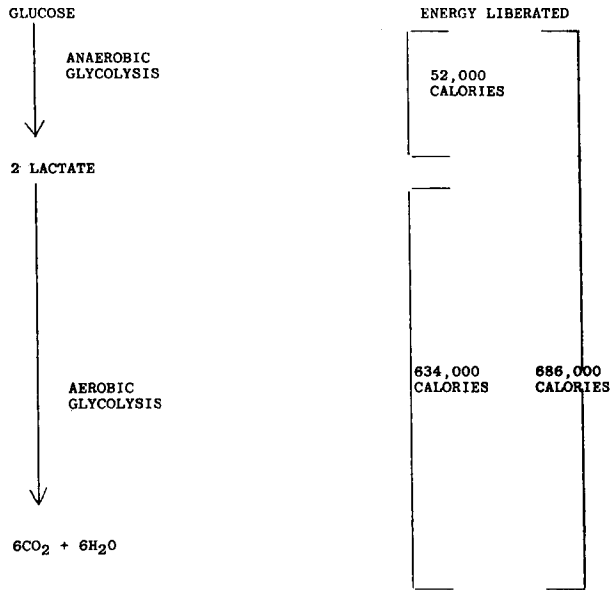 GLUCOSE
ENERGY LIBERATED
ANAEROBIC
GLYCOLYSIS
52,000
CALORIES
2 LACTATE
AEROBIC
GLYCOLYSIS
634,000
CALORIES
686,000
CALORIES
6CO₂ + 6H₂O